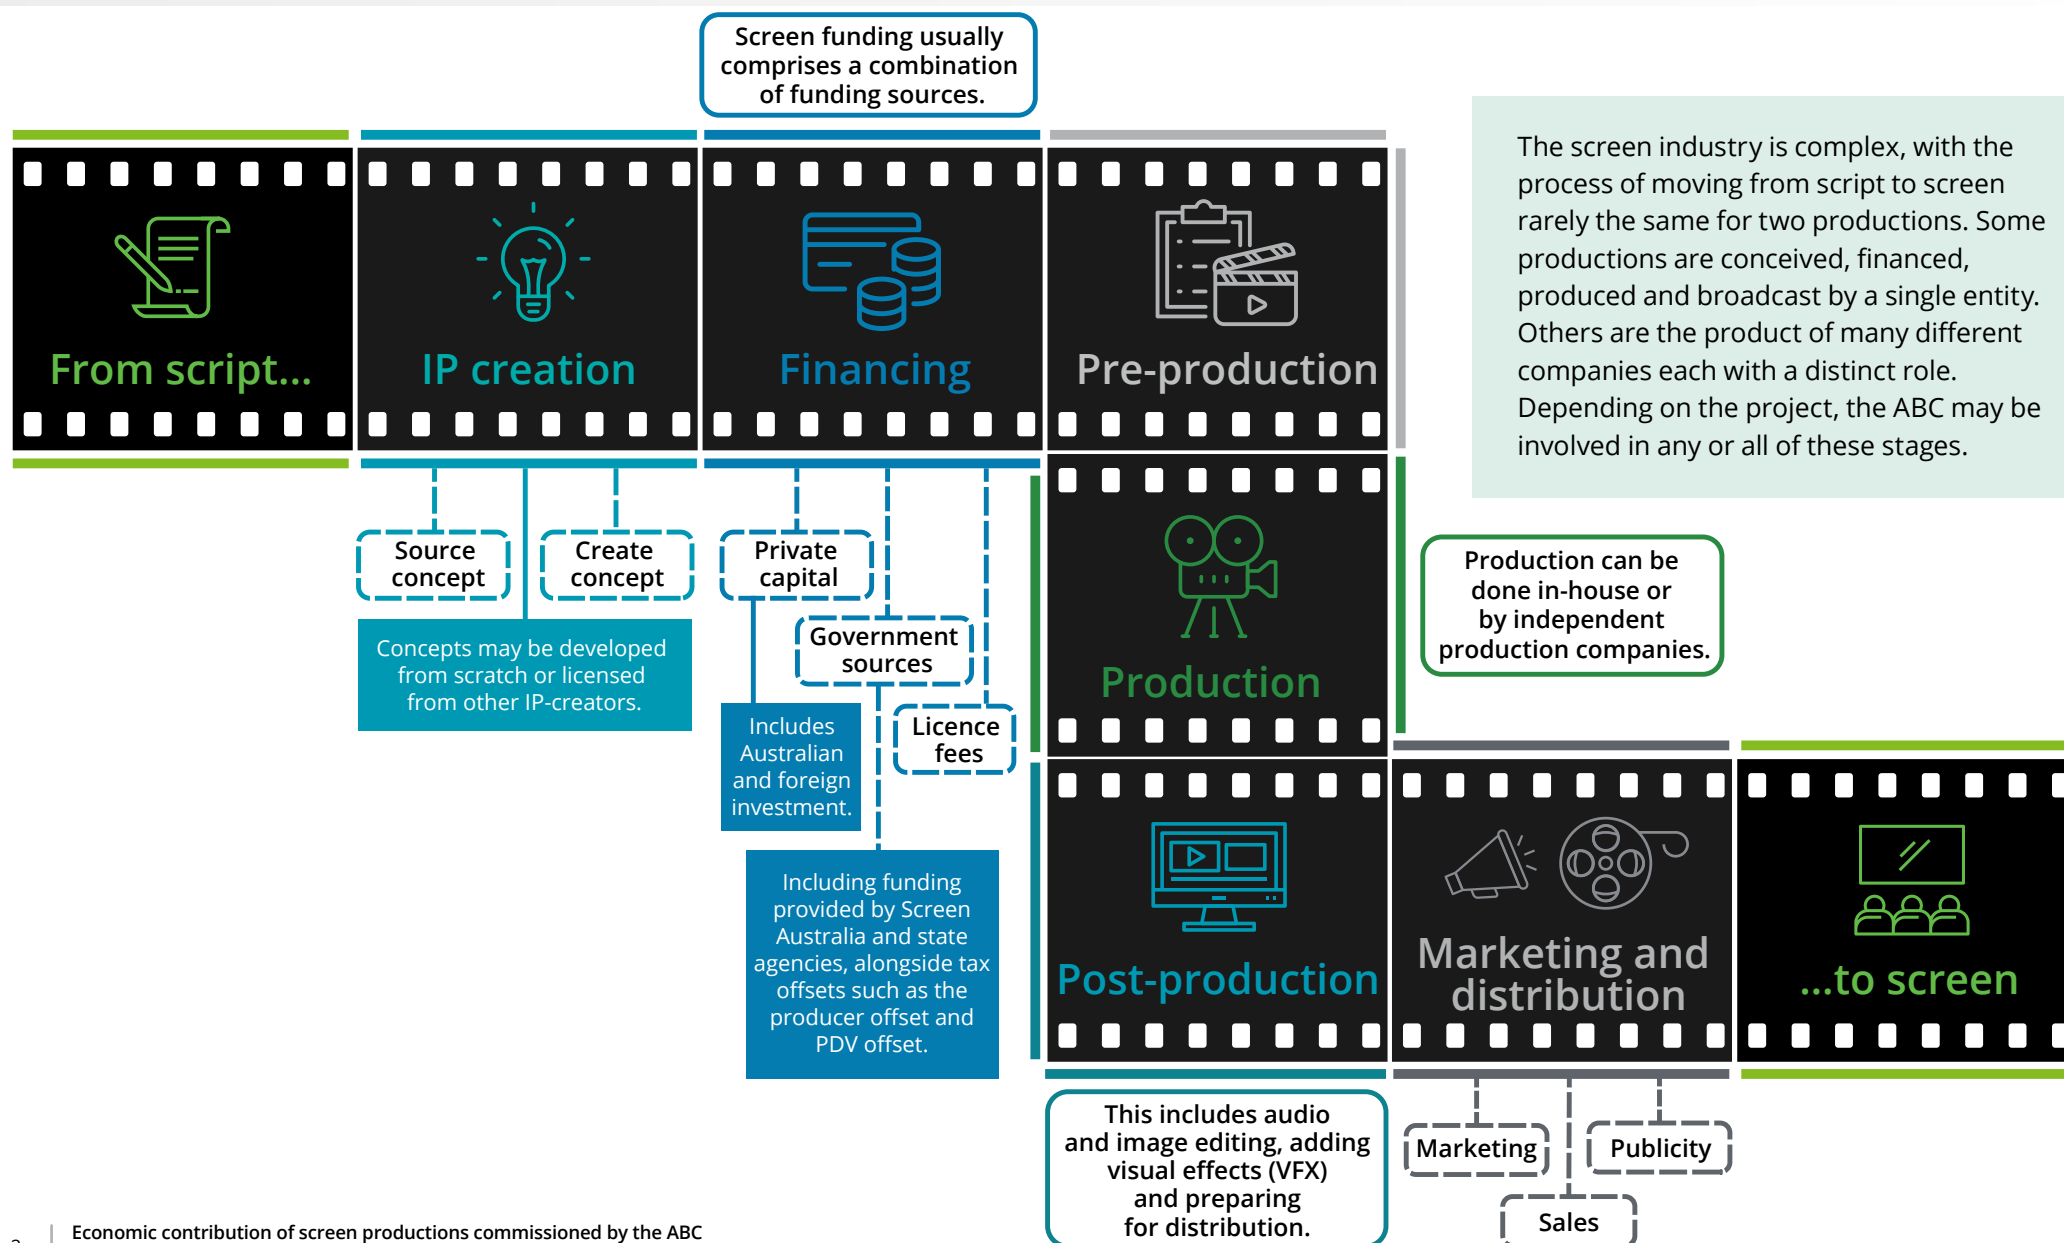 Screen funding usually
comprises a combination
of funding sources.
The screen industry is complex, with the
process of moving from script to screen
rarely the same for two productions. Some
productions are conceived, financed,
produced and broadcast by a single entity.
Others are the product of many different
companies each with a distinct role.
Depending on the project, the ABC may be
involved in any or all of these stages.
From script...
IP creation
Financing
Pre-production
Source
concept
Create
concept
Concepts may be developed
from scratch or licensed
from other IP-creators.
Private
capital
Government
sources
Licence
fees
Includes
Australian
and foreign
investment.
Including funding
provided by Screen
Australia and state
agencies, alongside tax
offsets such as the
producer offset and
PDV offset.
Production
Production can be
done in-house or
by independent
production companies.
Post-production
Marketing and
distribution
...to screen
This includes audio
and image editing, adding
visual effects (VFX)
and preparing
for distribution.
Marketing
Publicity
Sales
Economic contribution of screen productions commissioned by the ABC